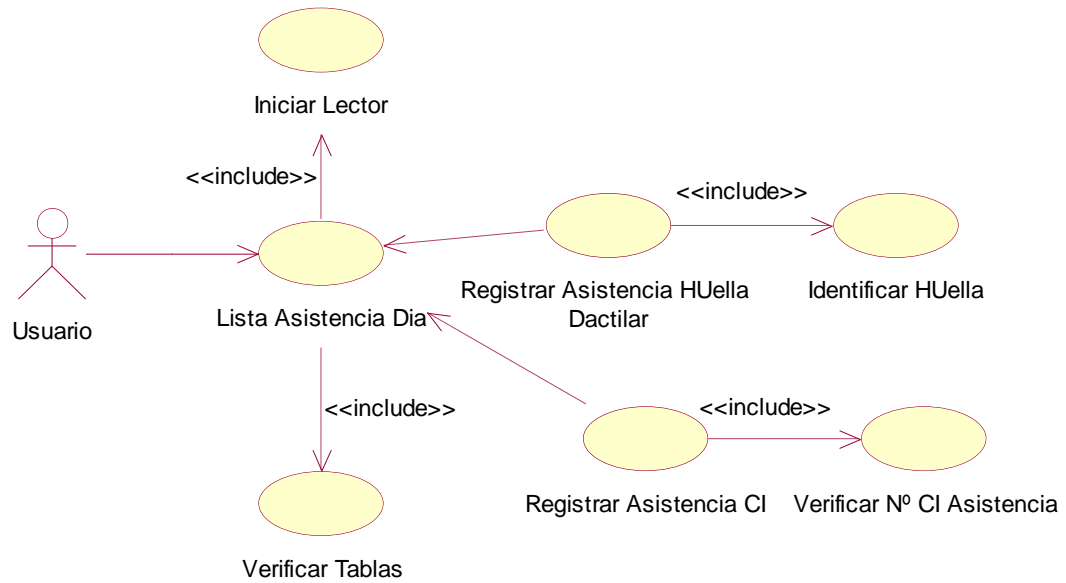 Iniciar Lector
<<include>>
<<include>>
Registrar Asistencia HUella
Dactilar
Identificar HUella
Usuario
Lista Asistencia Dia
<<include>>
<<include>>
Registrar Asistencia CI
Verificar Nº CI Asistencia
Verificar Tablas